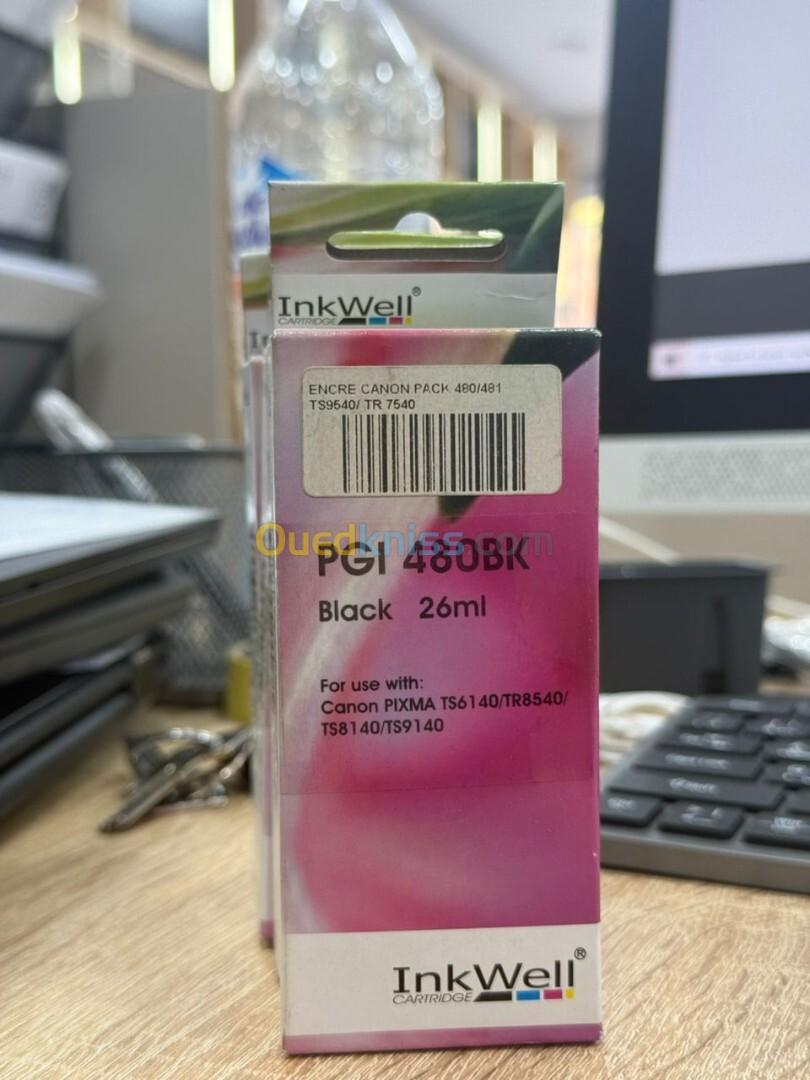 InkWell®
CARTRIDGE
ENCRE CANON PACK 480/481
TS9540/ TR 7540
Ouedkniss.com
PGI 480BK
Black 26ml
For use with:
Canon PIXMA TS6140/TR8540/
TS8140/TS9140
InkWell®
CARTRIDGE